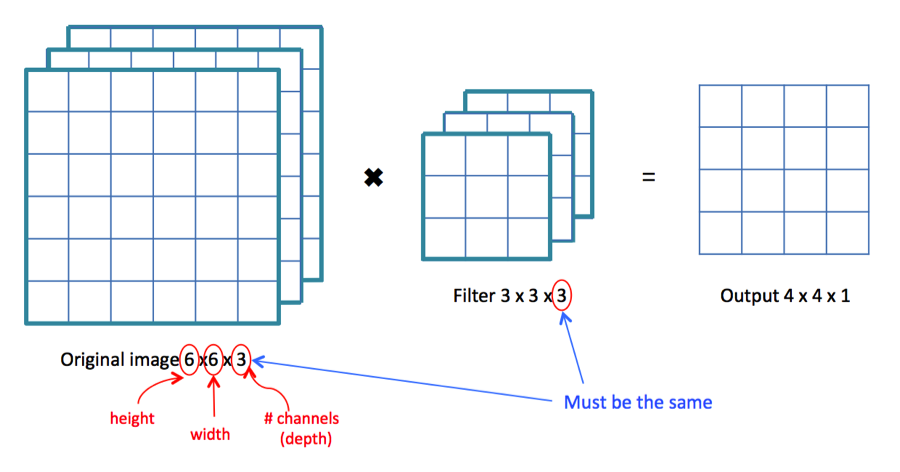 ✖
=
Filter 3 x 3 x 3
Output 4 x 4 x 1
Original image 6 x 6 x 3
Must be the same
height
width
# channels
(depth)